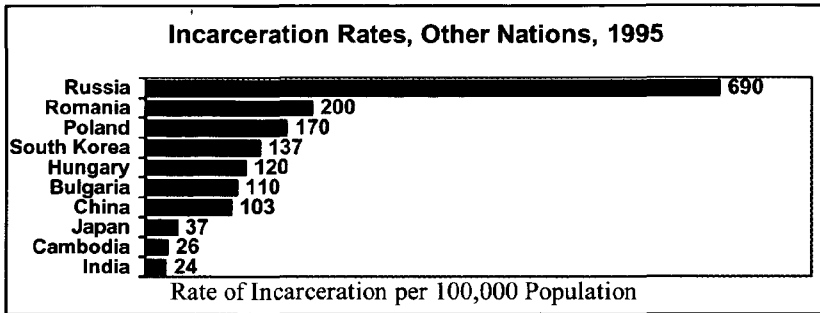 Incarceration Rates, Other Nations, 1995
Russia 690
Romania 200
Poland 170
South Korea 137
Hungary 120
Bulgaria 110
China 103
Japan 37
Cambodia 26
India 24
Rate of Incarceration per 100,000 Population